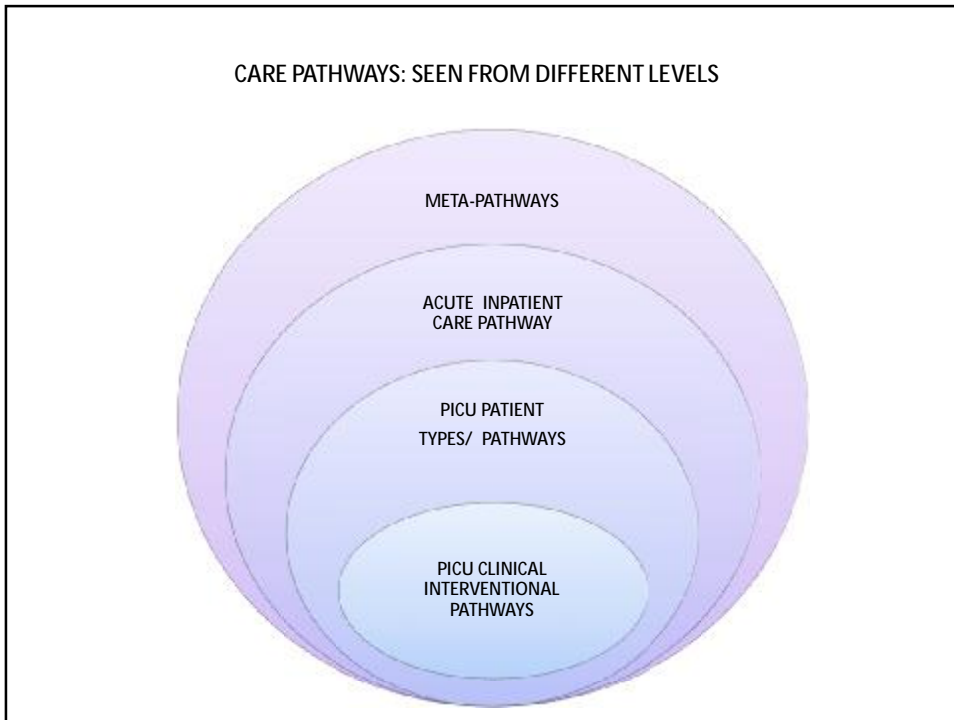 CARE PATHWAYS: SEEN FROM DIFFERENT LEVELS
META-PATHWAYS
ACUTE INPATIENT
CARE PATHWAY
PICU PATIENT
TYPES/ PATHWAYS
PICU CLINICAL
INTERVENTIONAL
PATHWAYS